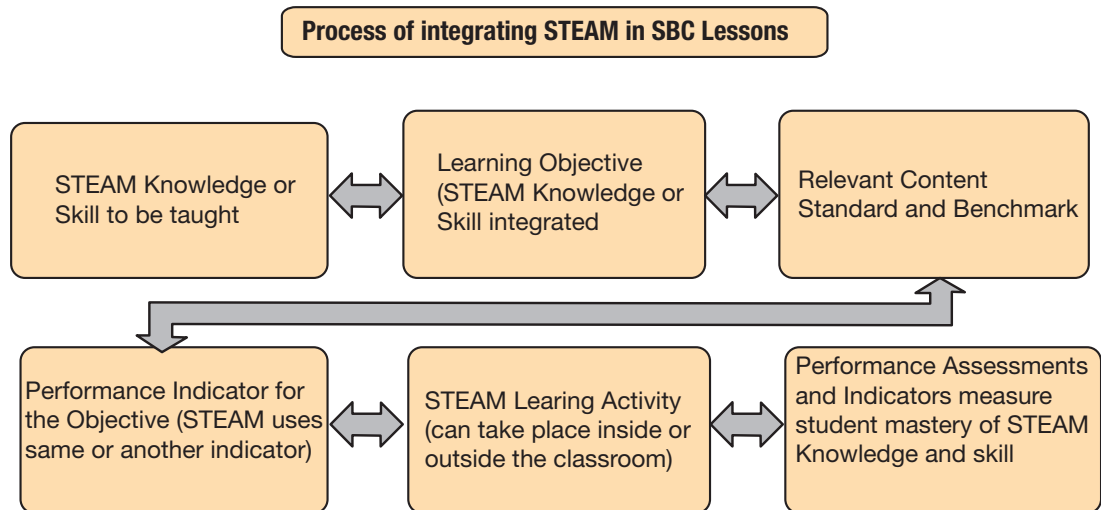 Process of integrating STEAM in SBC Lessons
STEAM Knowledge or
Skill to be taught
Learning Objective
(STEAM Knowledge or
Skill integrated
Relevant Content
Standard and Benchmark
Performance Indicator for
the Objective (STEAM uses
same or another indicator)
STEAM Learing Activity
(can take place inside or
outside the classroom)
Performance Assessments
and Indicators measure
student mastery of STEAM
Knowledge and skill